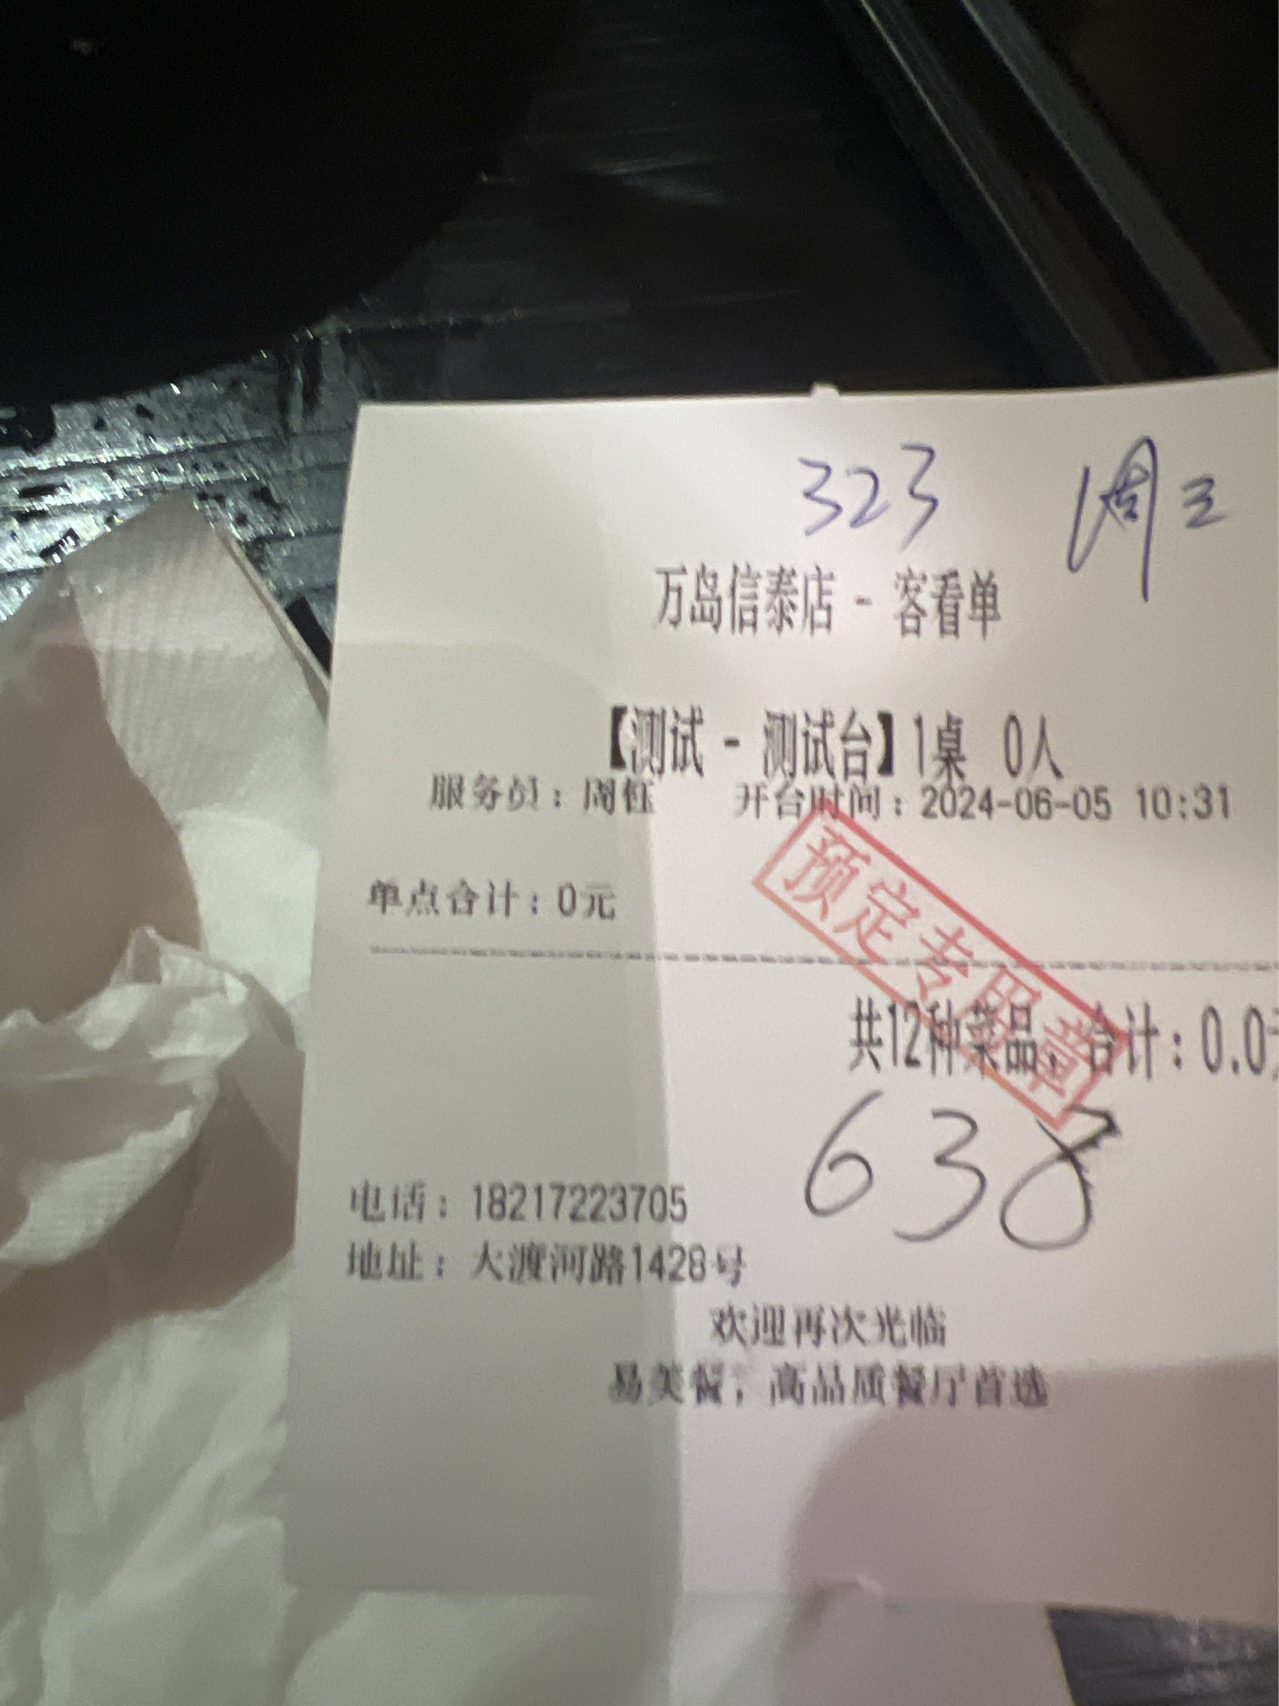 323 周三
万岛信泰店 - 客看单
【测试 - 测试台】1桌 0人
服务员：周钰 开台时间：2024-06-05 10:31
预定专用章
单点合计：0元
共12种菜品，合计：0.0
638
电话：18217223705
地址：大渡河路1428号
欢迎再次光临
易美餐，高品质餐厅首选